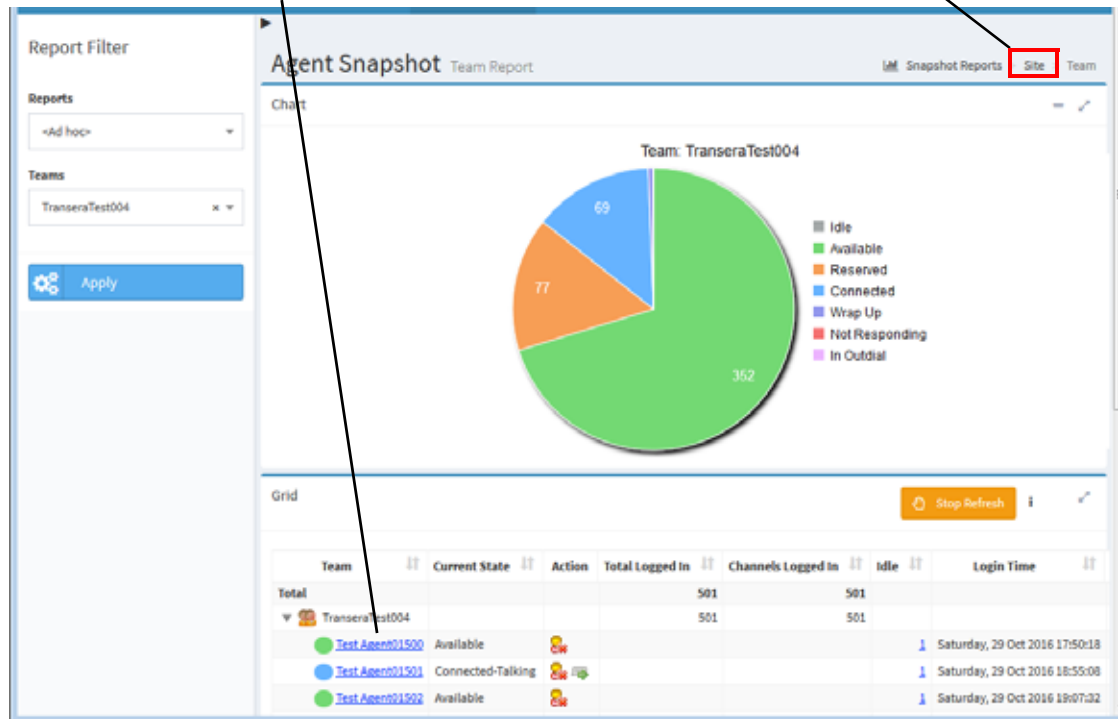 Report Filter
Reports
<Ad hoc>
Teams
TranseraTest004
Apply
Agent Snapshot Team Report
Snapshot Reports Site Team
Chart
Team: TranseraTest004
69
77
352
Idle
Available
Reserved
Connected
Wrap Up
Not Responding
In Outdial
Grid
Stop Refresh
Team Current State Action Total Logged In Channels Logged In Idle Login Time
Total 501 501
TranseraTest004 501 501
Test Agent01500 Available 1 Saturday, 29 Oct 2016 17:50:18
Test Agent01501 Connected-Talking 1 Saturday, 29 Oct 2016 18:55:08
Test Agent01502 Available 1 Saturday, 29 Oct 2016 19:07:32